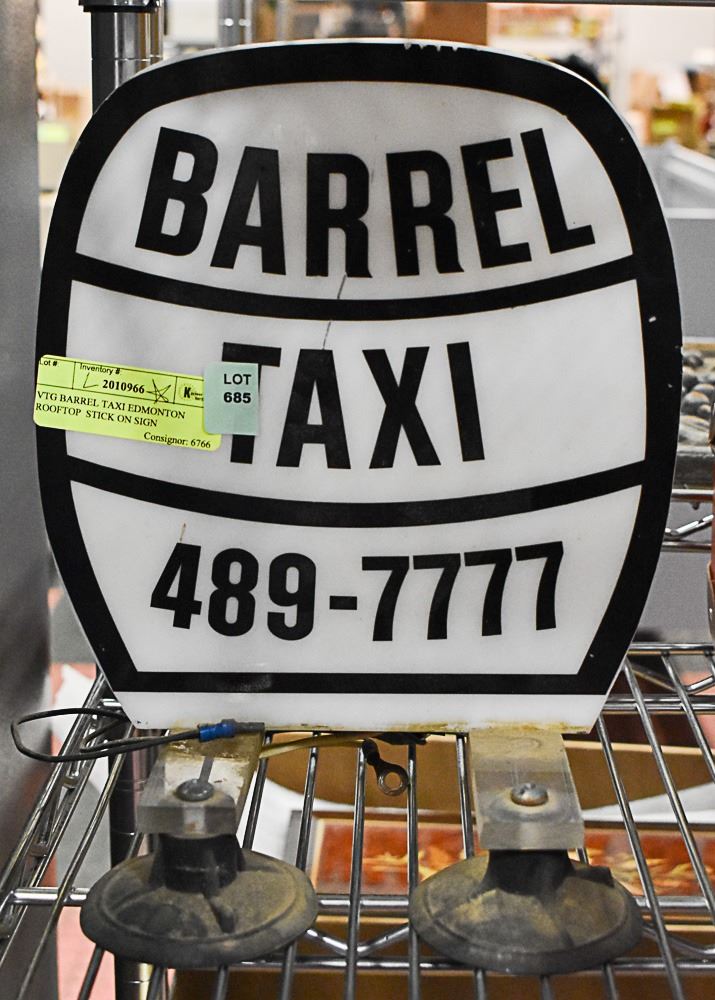 BARREL
TAXI
489-7777
Lot #
Inventory #
2010966
VTG BARREL TAXI EDMONTON
ROOFTOP STICK ON SIGN
Consignor: 6766
LOT
685